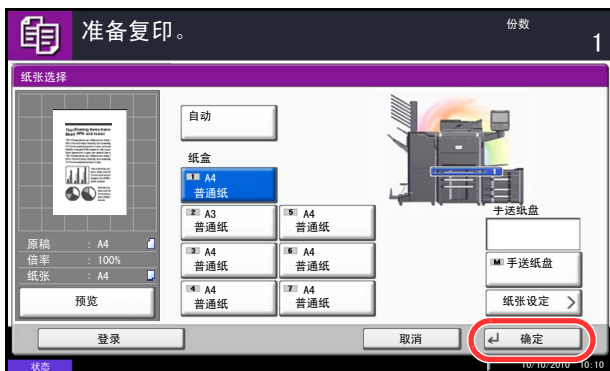 准备复印。
份数
1
纸张选择
自动
纸盒
1 A4
普通纸
2 A3
普通纸
5 A4
普通纸
3 A4
普通纸
6 A4
普通纸
4 A4
普通纸
7 A4
普通纸
1
手送纸盘
M 手送纸盘
纸张设定
原稿 : A4
倍率 : 100%
纸张 : A4
预览
登录
取消
确定
状态
10/10/2010 10:10